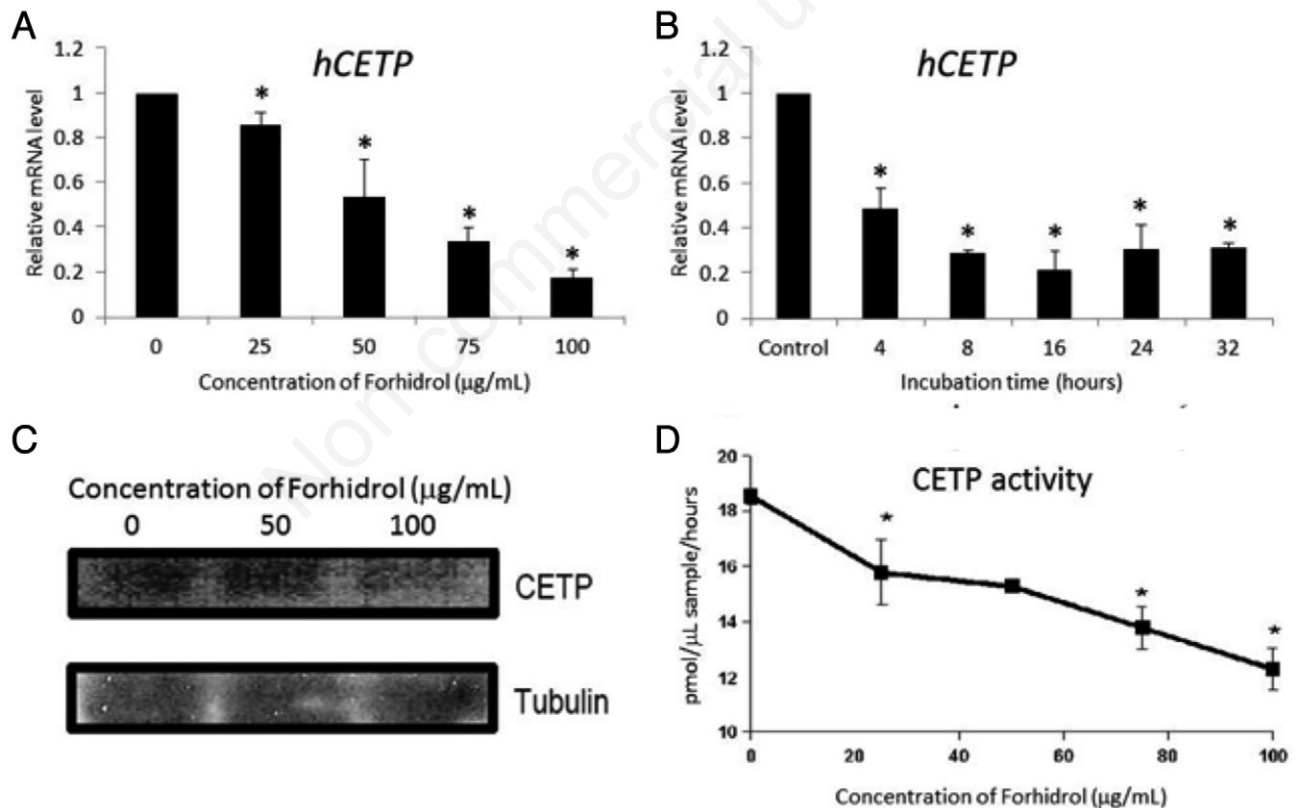 A
hCETP
Relative mRNA level
1.2
1
0.8
0.6
0.4
0.2
0
* * * *
0 25 50 75 100
Concentration of Forhidrol (µg/mL)
B
hCETP
Relative mRNA level
1.2
1
0.8
0.6
0.4
0.2
0
* * * * *
Control 4 8 16 24 32
Incubation time (hours)
Non commercial u
C
Concentration of Forhidrol (µg/mL)
0 50 100
CETP
Tubulin
D
CETP activity
pmol/µL sample/hours
20
18
16
14
12
10
* * *
0 20 40 60 80 100
Concentration of Forhidrol (µg/mL)